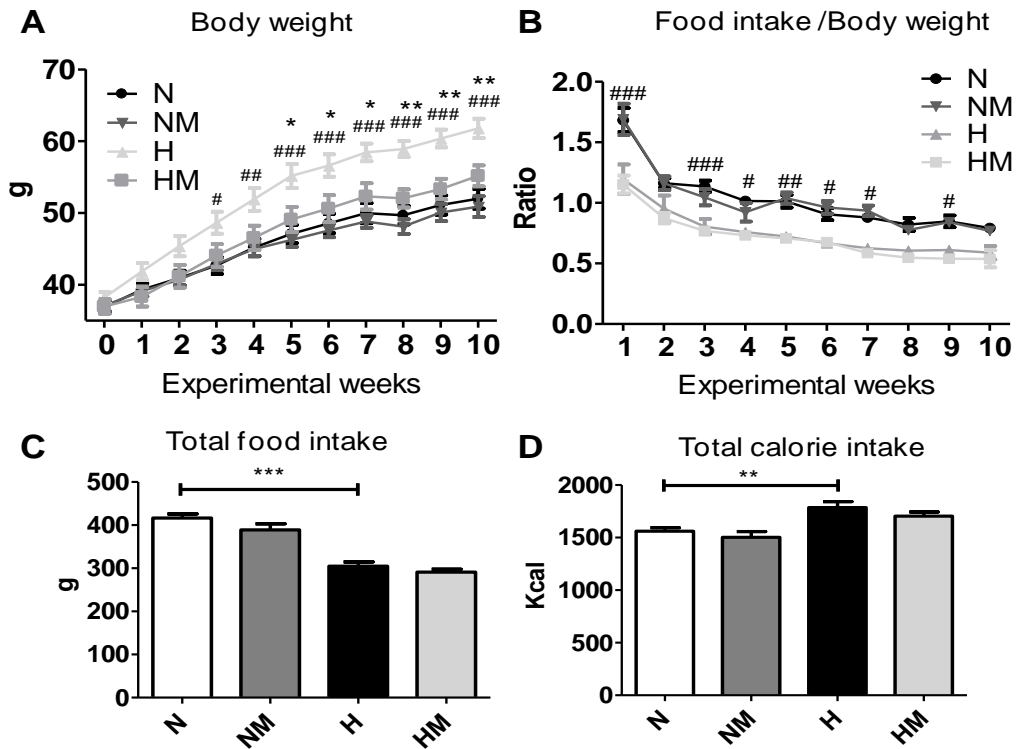 A
Body weight
70
60
50
40
g
N
NM
H
HM
#
##
*
###
*
###
*
###
**
###
**
###
**
###
0 1 2 3 4 5 6 7 8 9 10
Experimental weeks
B
Food intake /Body weight
2.0
1.5
1.0
0.5
0.0
Ratio
N
NM
H
HM
###
###
#
##
#
#
#
1 2 3 4 5 6 7 8 9 10
Experimental weeks
C
Total food intake
500
400
300
200
100
0
g
***
N NM H HM
D
Total calorie intake
2000
1500
1000
500
0
Kcal
**
N NM H HM